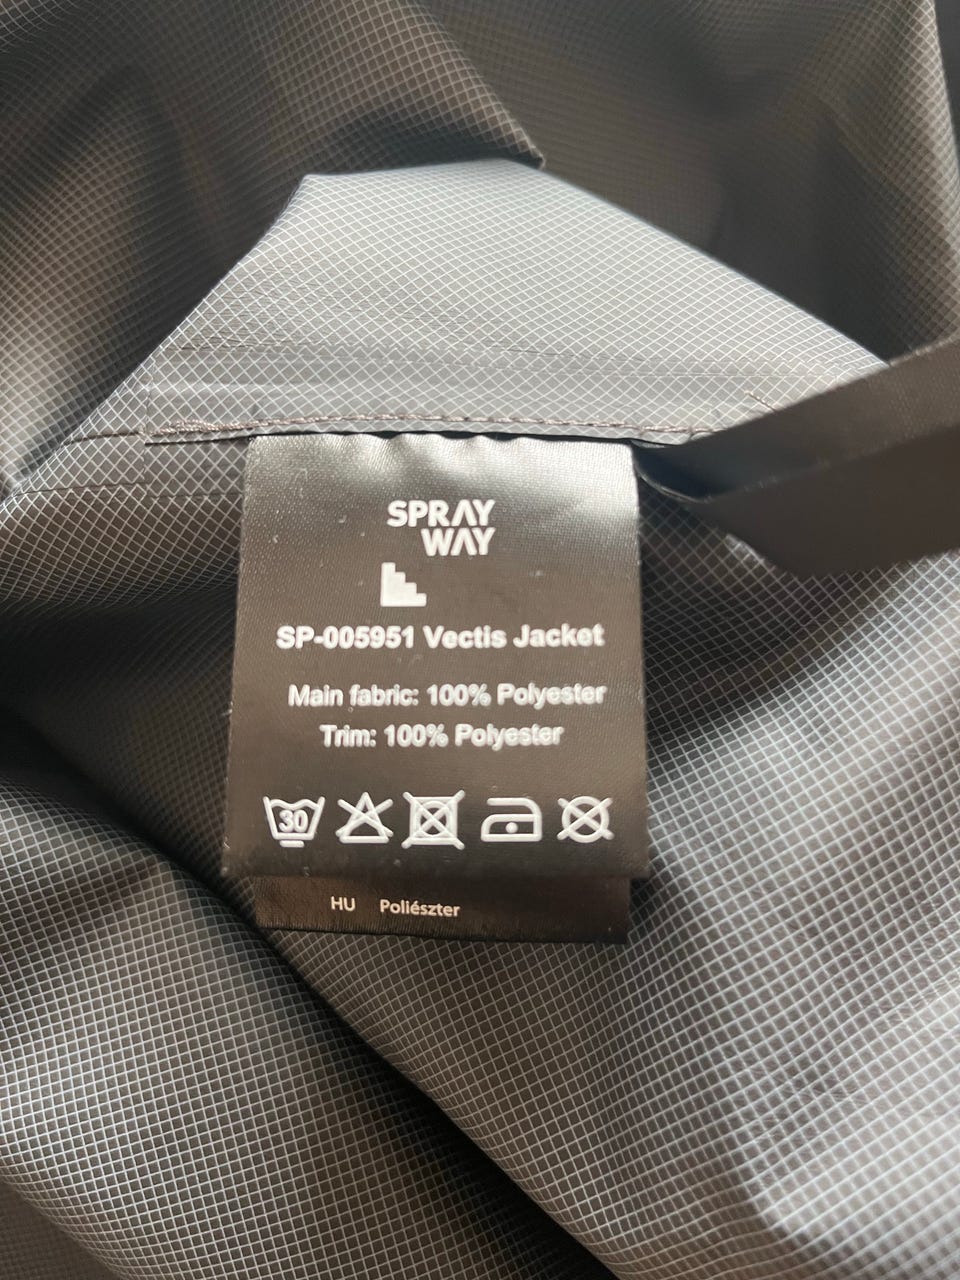 SPRAY
WAY
SP-005951 Vectis Jacket
Main fabric: 100% Polyester
Trim: 100% Polyester
30
HU Poliészter